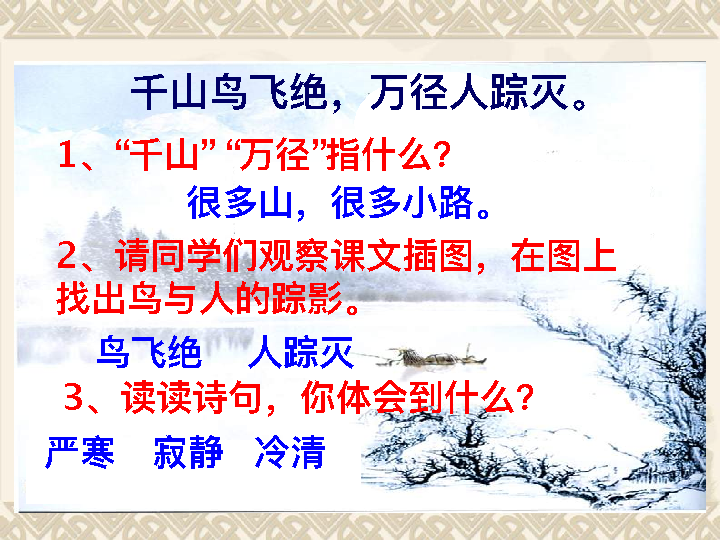 千山鸟飞绝，万径人踪灭。
1、“千山” “万径”指什么？
很多山，很多小路。
2、请同学们观察课文插图，在图上
找出鸟与人的踪影。
鸟飞绝 人踪灭
3、读读诗句，你体会到什么？
严寒 寂静 冷清